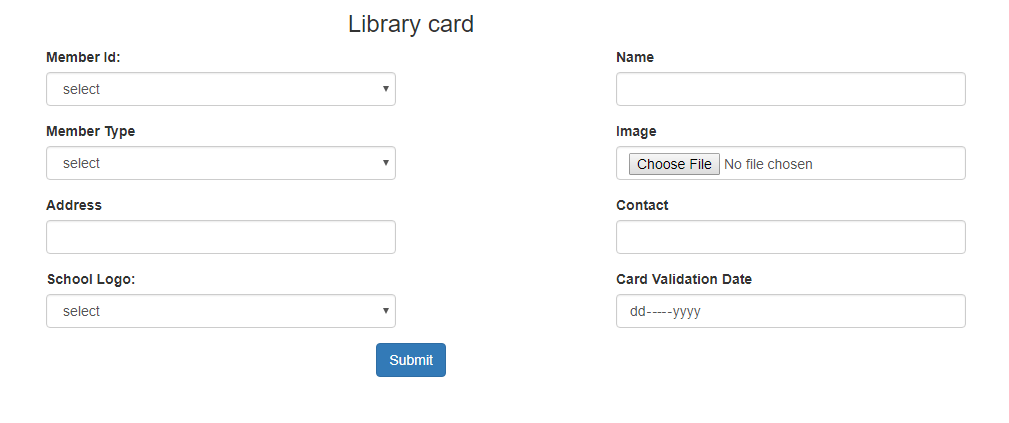 Library card
Member Id:
Name
select
Member Type
Image
select
Choose File No file chosen
Address
Contact
School Logo:
Card Validation Date
select
dd-----yyyy
Submit